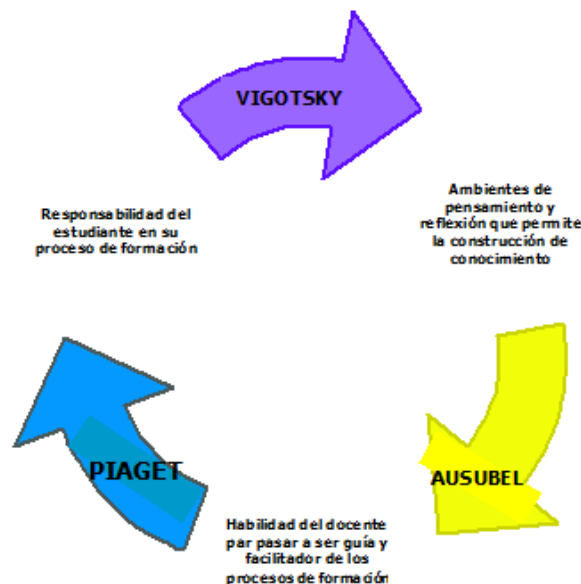 VIGOTSKY
Ambientes de
pensamiento y
reflexión que permite
la construcción de
conocimiento
Responsabilidad del
estudiante en su
proceso de formación
AUSUBEL
PIAGET
Habilidad del docente
par pasar a ser guía y
facilitador de los
procesos de formación